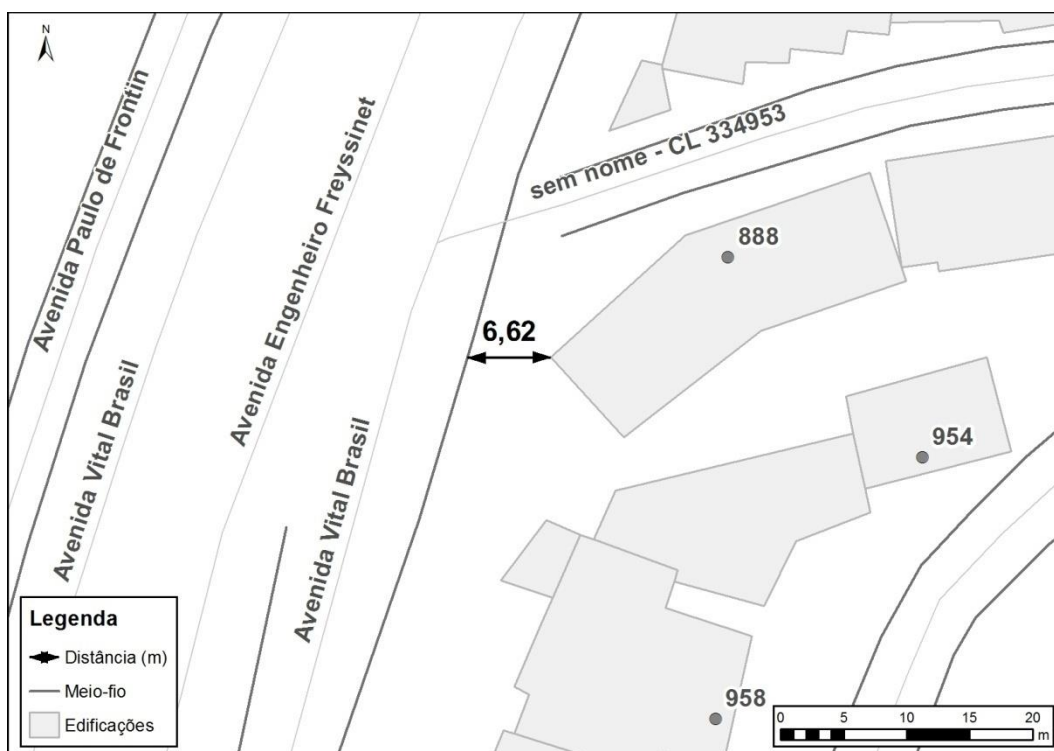 N
Avenida Paulo de Frontin
Avenida Engenheiro Freyssinet
sem nome - CL 334953
888
6,62
Avenida Vital Brasil
Avenida Vital Brasil
954
958
Legenda
Distância (m)
Meio-fio
Edificações
0 5 10 15 20
m